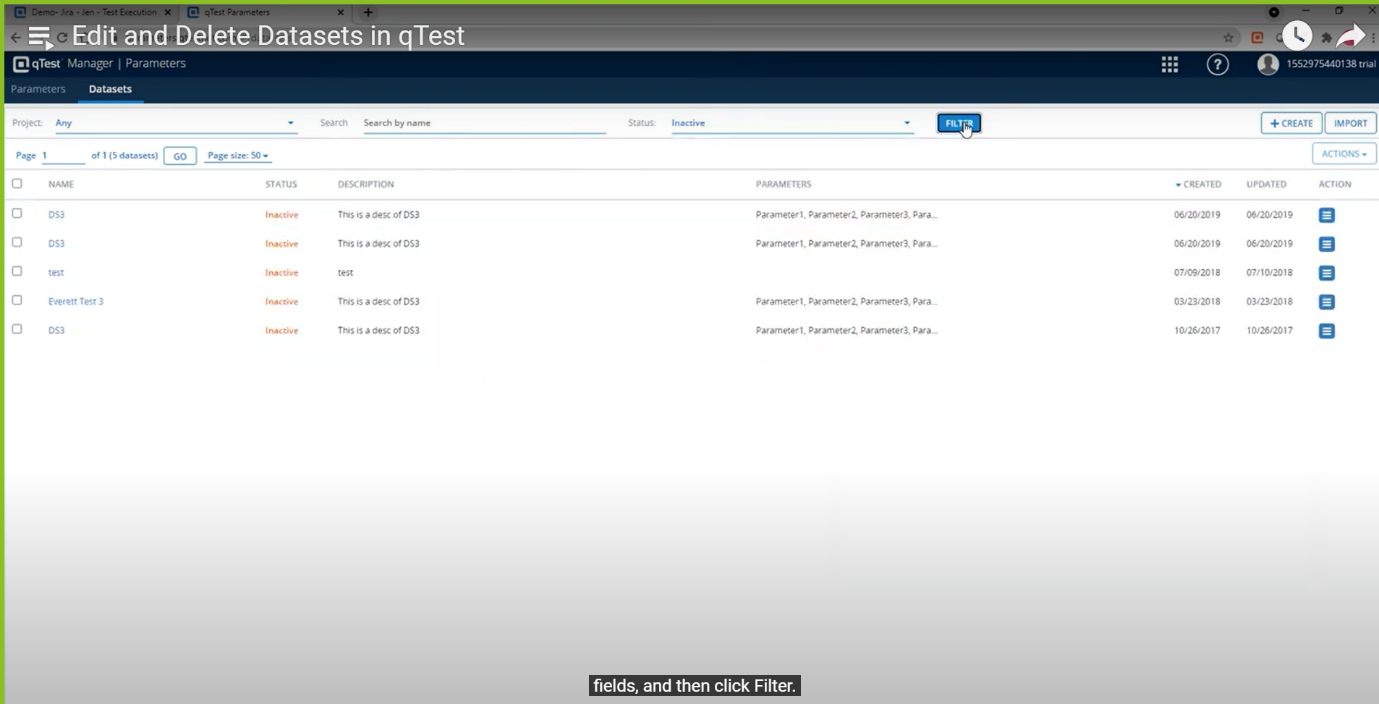 Demo- Jira - Jen - Test Execution qTest Parameters
Edit and Delete Datasets in qTest
qTest Manager | Parameters ? 1552975440138 trial
Parameters Datasets
Project: Any Search Search by name Status: Inactive FILTER + CREATE IMPORT
Page 1 of 1 (5 datasets) GO Page size: 50 ACTIONS
NAME STATUS DESCRIPTION PARAMETERS CREATED UPDATED ACTION
DS3 Inactive This is a desc of DS3 Parameter1, Parameter2, Parameter3, Para... 06/20/2019 06/20/2019
DS3 Inactive This is a desc of DS3 Parameter1, Parameter2, Parameter3, Para... 06/20/2019 06/20/2019
test Inactive test 07/09/2018 07/10/2018
Everett Test 3 Inactive This is a desc of DS3 Parameter1, Parameter2, Parameter3, Para... 03/23/2018 03/23/2018
DS3 Inactive This is a desc of DS3 Parameter1, Parameter2, Parameter3, Para... 10/26/2017 10/26/2017
fields, and then click Filter.